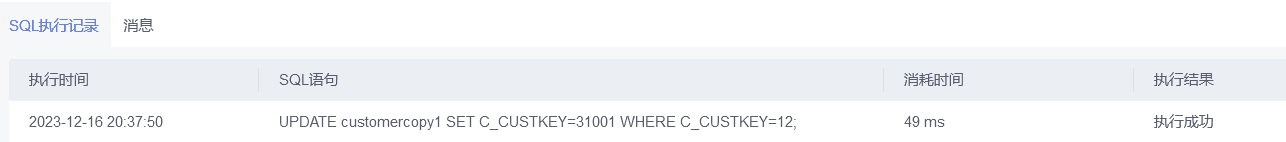 SQL执行记录 消息
执行时间 SQL语句 消耗时间 执行结果
2023-12-16 20:37:50 UPDATE customercopy1 SET C_CUSTKEY=31001 WHERE C_CUSTKEY=12; 49 ms 执行成功